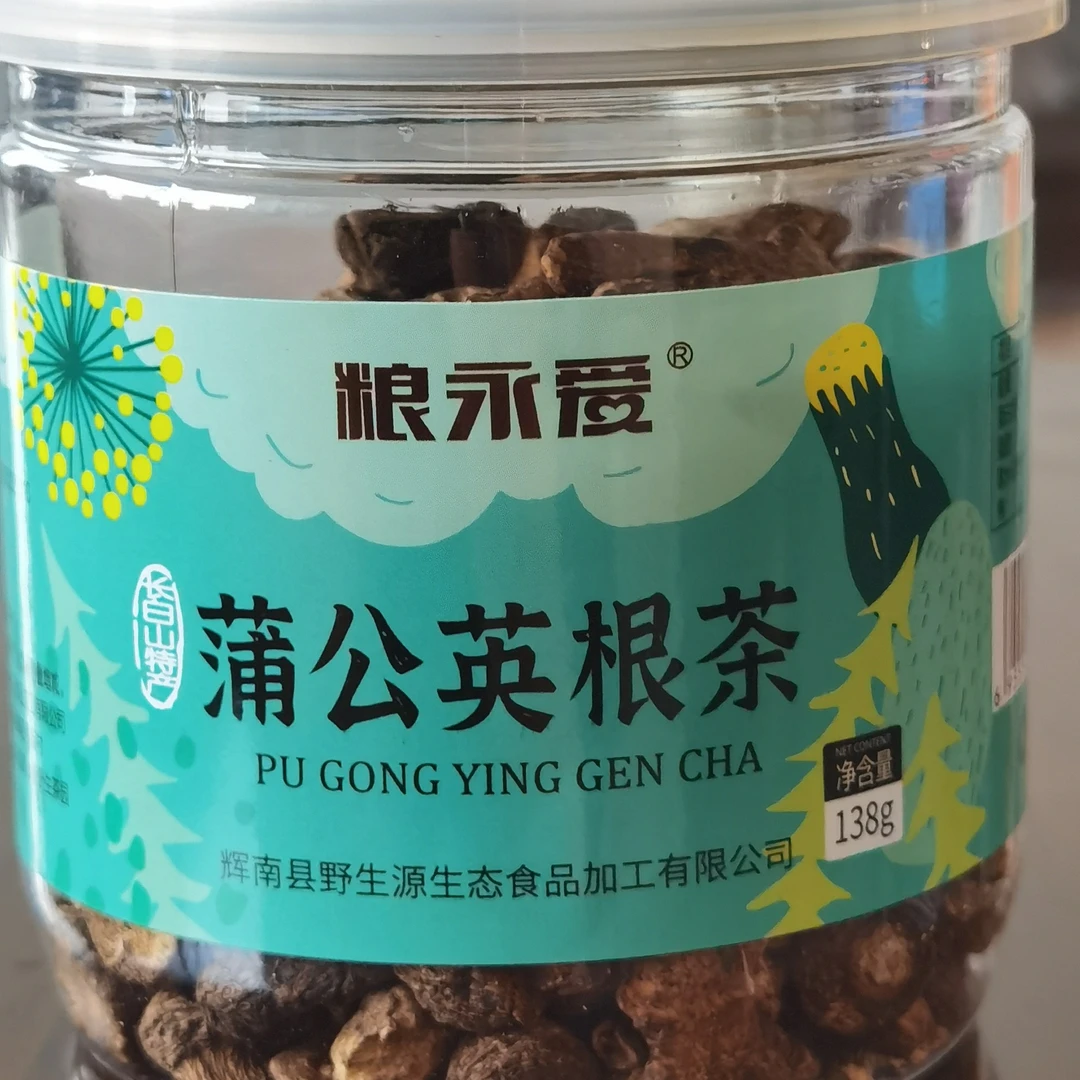 粮永爱®
长白山特产
蒲公英根茶
PU GONG YING GEN CHA
NET CONTENT
净含量
138g
辉南县野生源生态食品加工有限公司